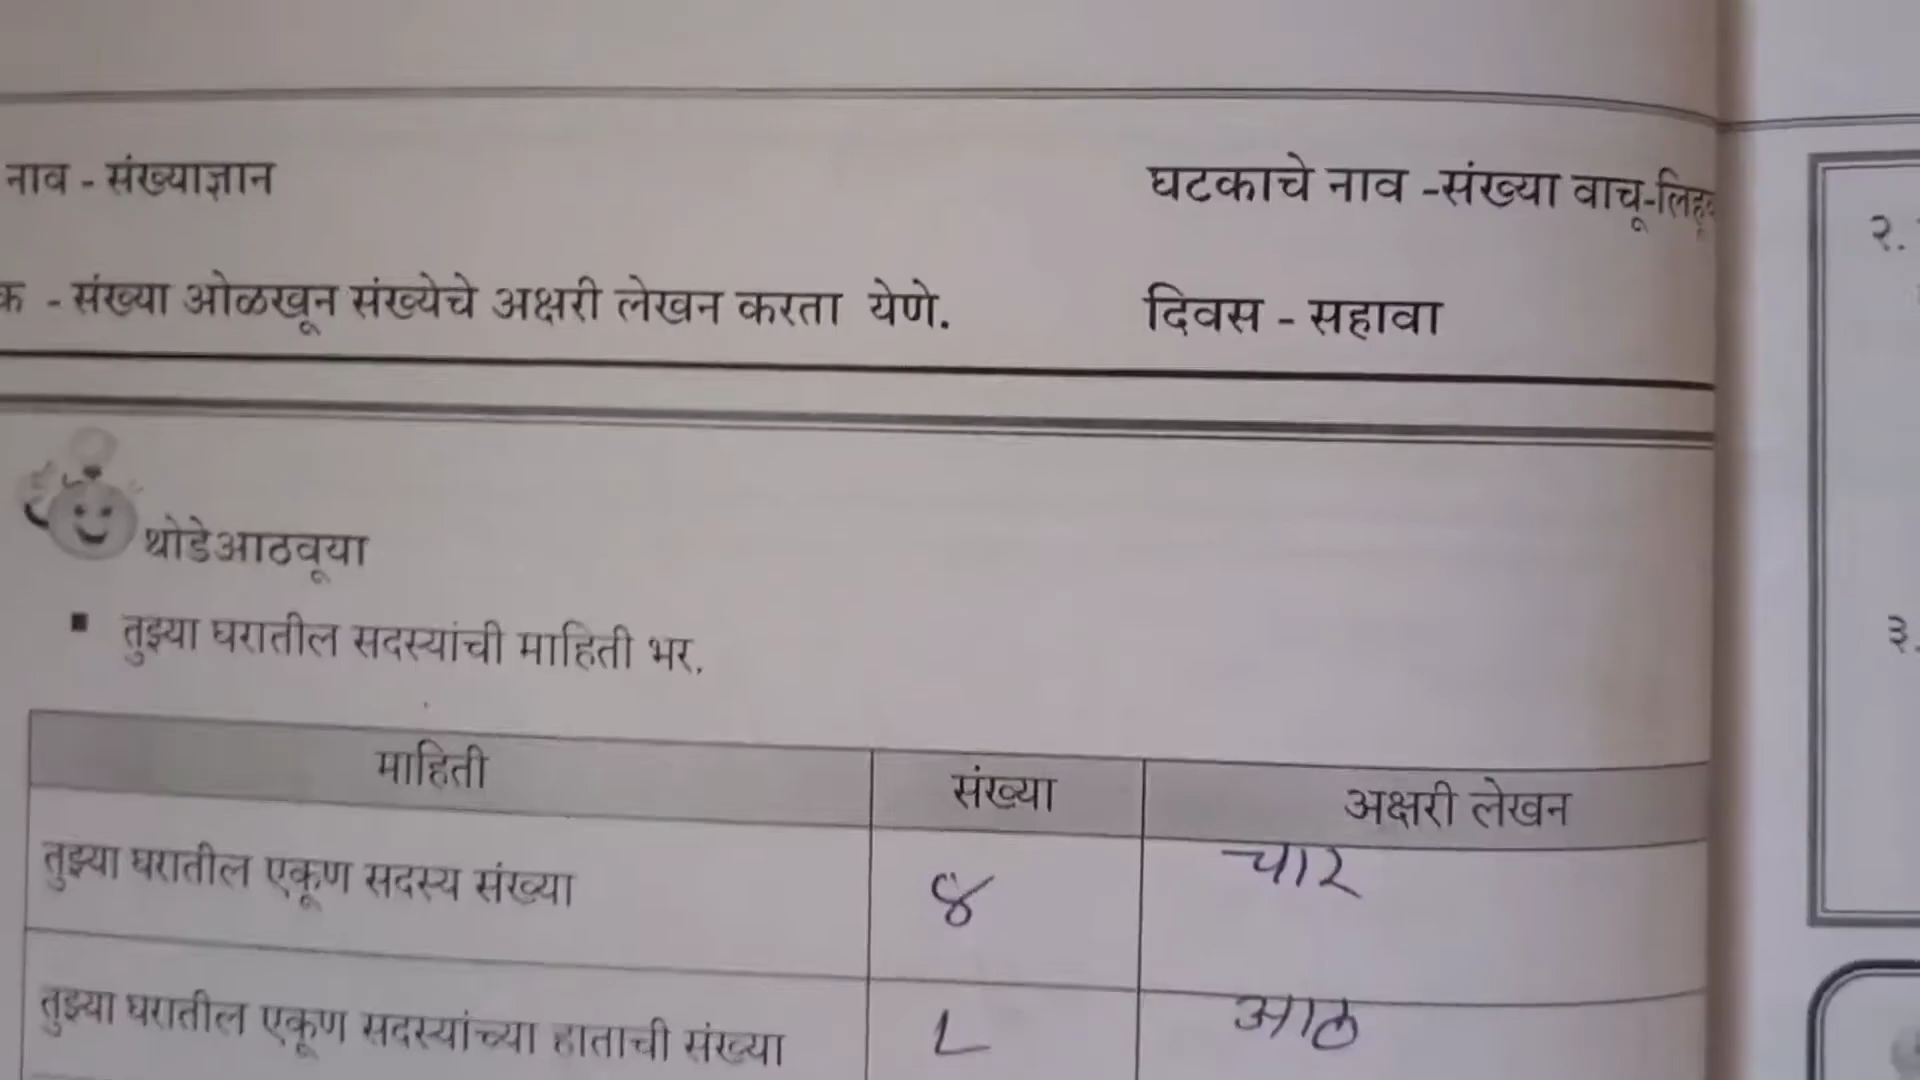 नाव - संख्याज्ञान
घटकाचे नाव -संख्या वाचू-लिहू
क - संख्या ओळखून संख्येचे अक्षरी लेखन करता येणे.
दिवस - सहावा
थोडेआठवूया
▪ तुझ्या घरातील सदस्यांची माहिती भर.
माहिती संख्या अक्षरी लेखन
तुझ्या घरातील एकूण सदस्य संख्या ४ चार
तुझ्या घरातील एकूण सदस्यांच्या हाताची संख्या ८ आठ
२.
३.